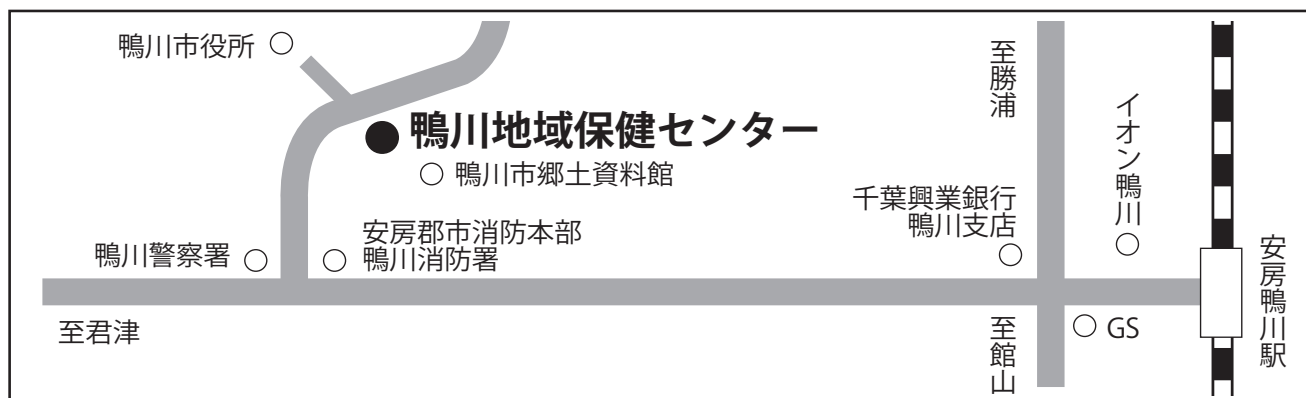 鴨川市役所
鴨川地域保健センター
鴨川市郷土資料館
鴨川警察署
安房郡市消防本部
鴨川消防署
至君津
至勝浦
千葉興業銀行
鴨川支店
イオン鴨川
至館山
GS
安房鴨川駅